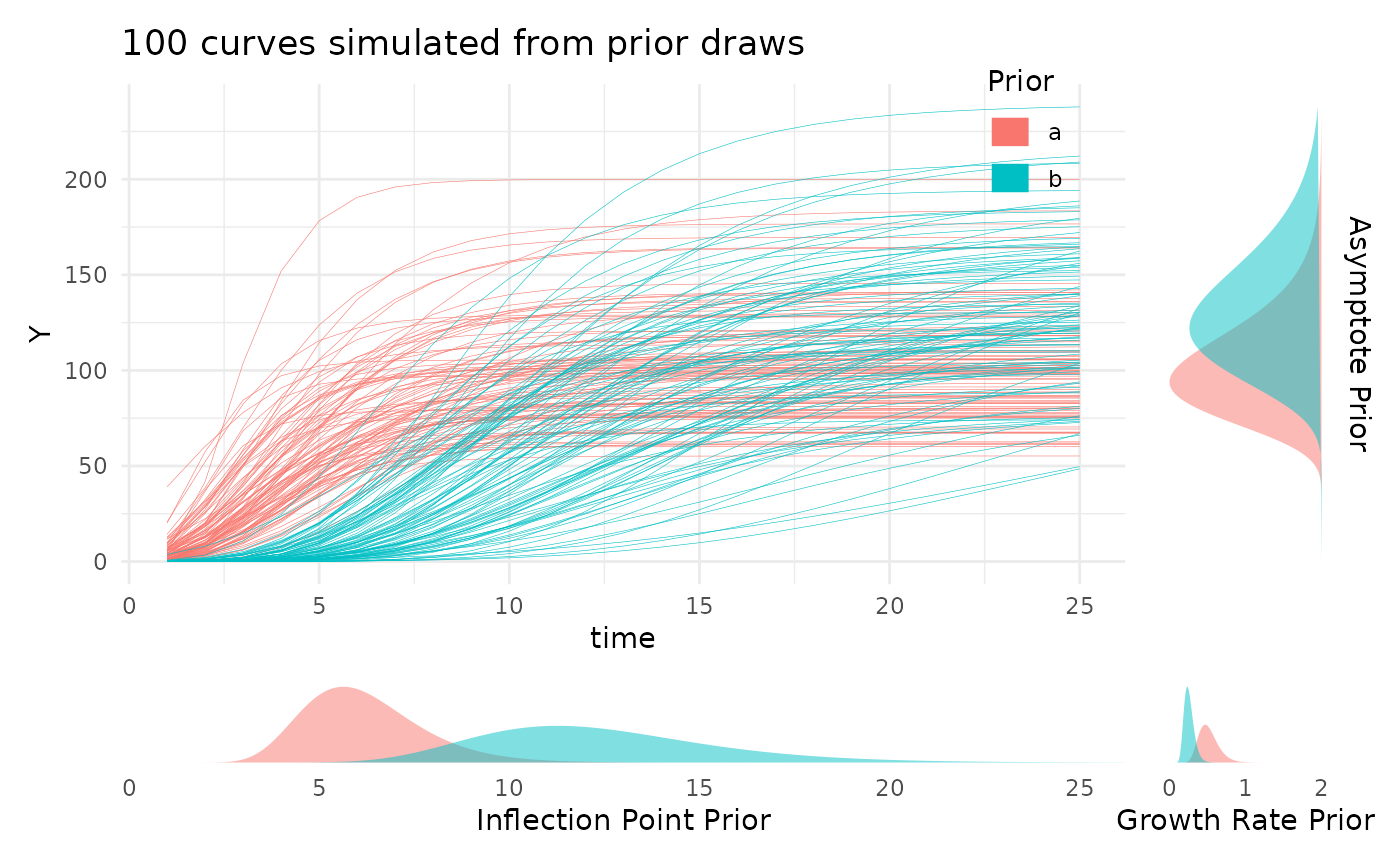 100 curves simulated from prior draws
Prior
a
b
200
150
100
50
0
Y
0 5 10 15 20 25
time
Asymptote Prior
0 5 10 15 20 25
Inflection Point Prior
0 1 2
Growth Rate Prior